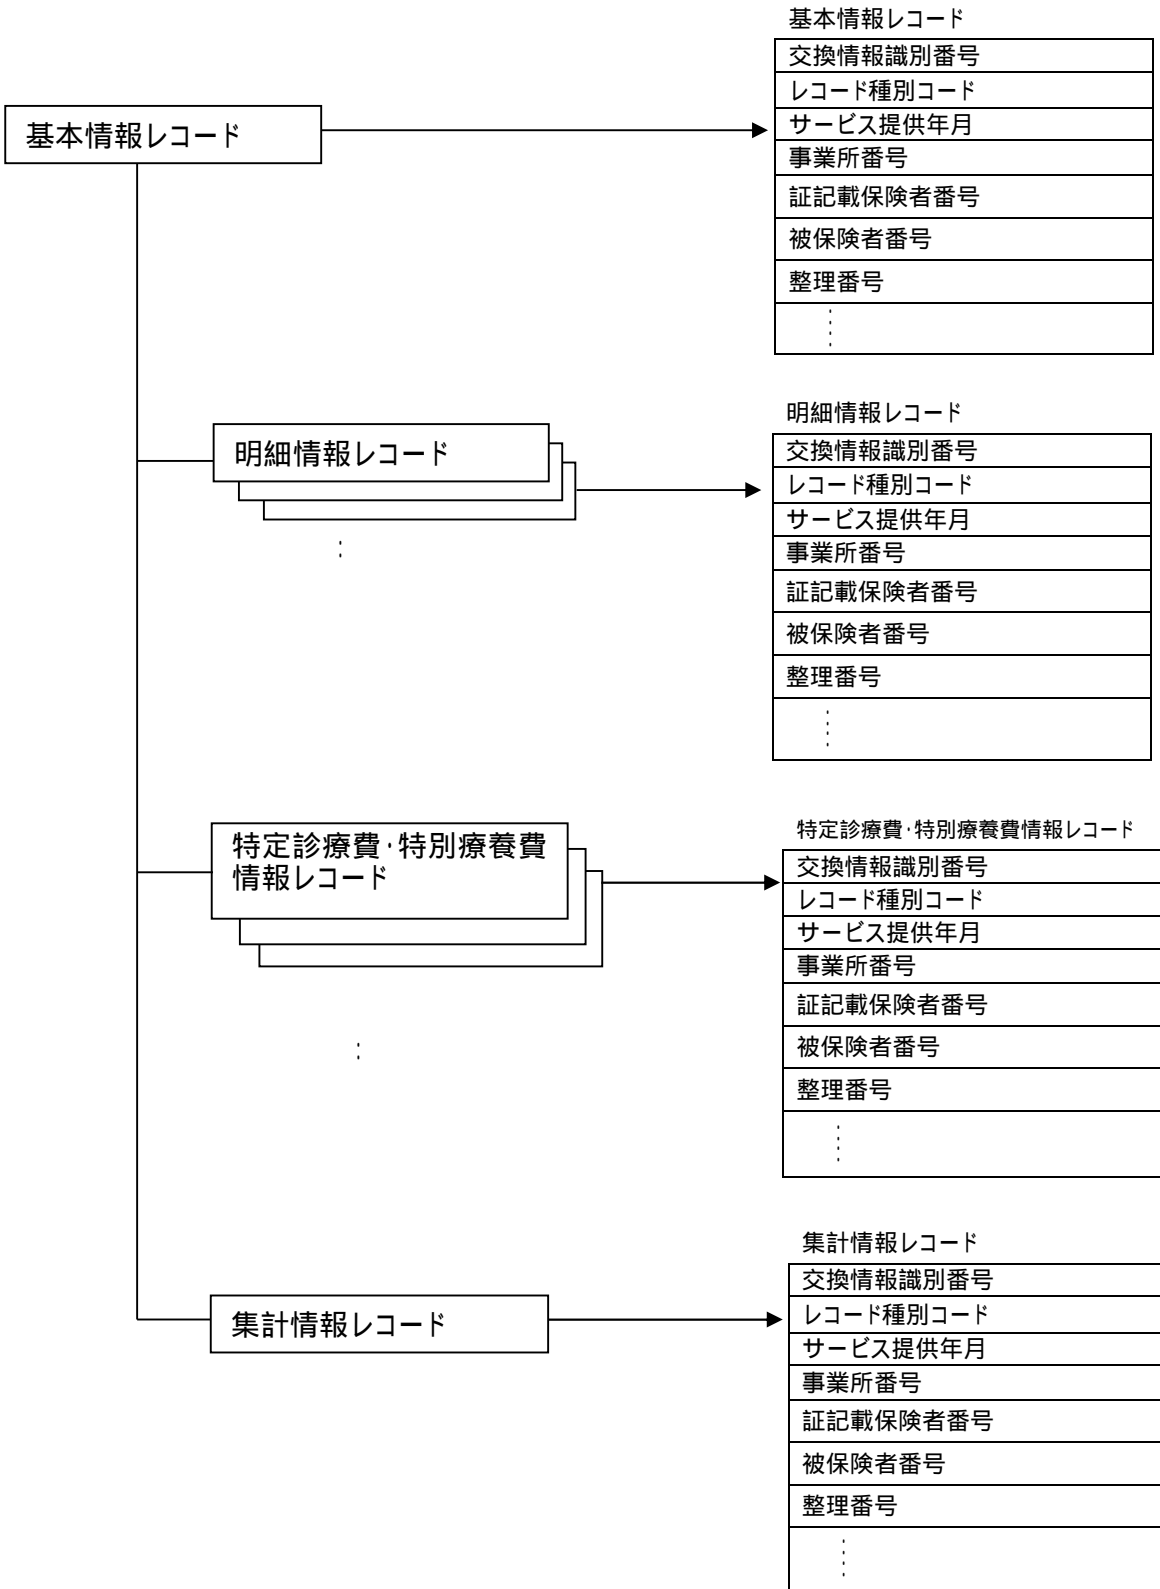 基本情報レコード
基本情報レコード
交換情報識別番号
レコード種別コード
サービス提供年月
事業所番号
証記載保険者番号
被保険者番号
整理番号
明細情報レコード
明細情報レコード
交換情報識別番号
レコード種別コード
サービス提供年月
事業所番号
証記載保険者番号
被保険者番号
整理番号
特定診療費・特別療養費
情報レコード
特定診療費・特別療養費情報レコード
交換情報識別番号
レコード種別コード
サービス提供年月
事業所番号
証記載保険者番号
被保険者番号
整理番号
集計情報レコード
集計情報レコード
交換情報識別番号
レコード種別コード
サービス提供年月
事業所番号
証記載保険者番号
被保険者番号
整理番号